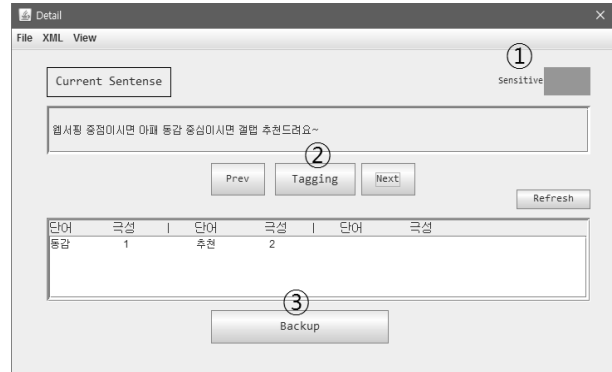 Detail
File XML View
①
Current Sentense
Sensitive
웹서핑 중점이시면 아패 동감 중심이시면 갤탭 추천드려요~
②
Prev Tagging Next
Refresh
단어 극성 | 단어 극성 | 단어 극성
동감 1 추천 2
③
Backup